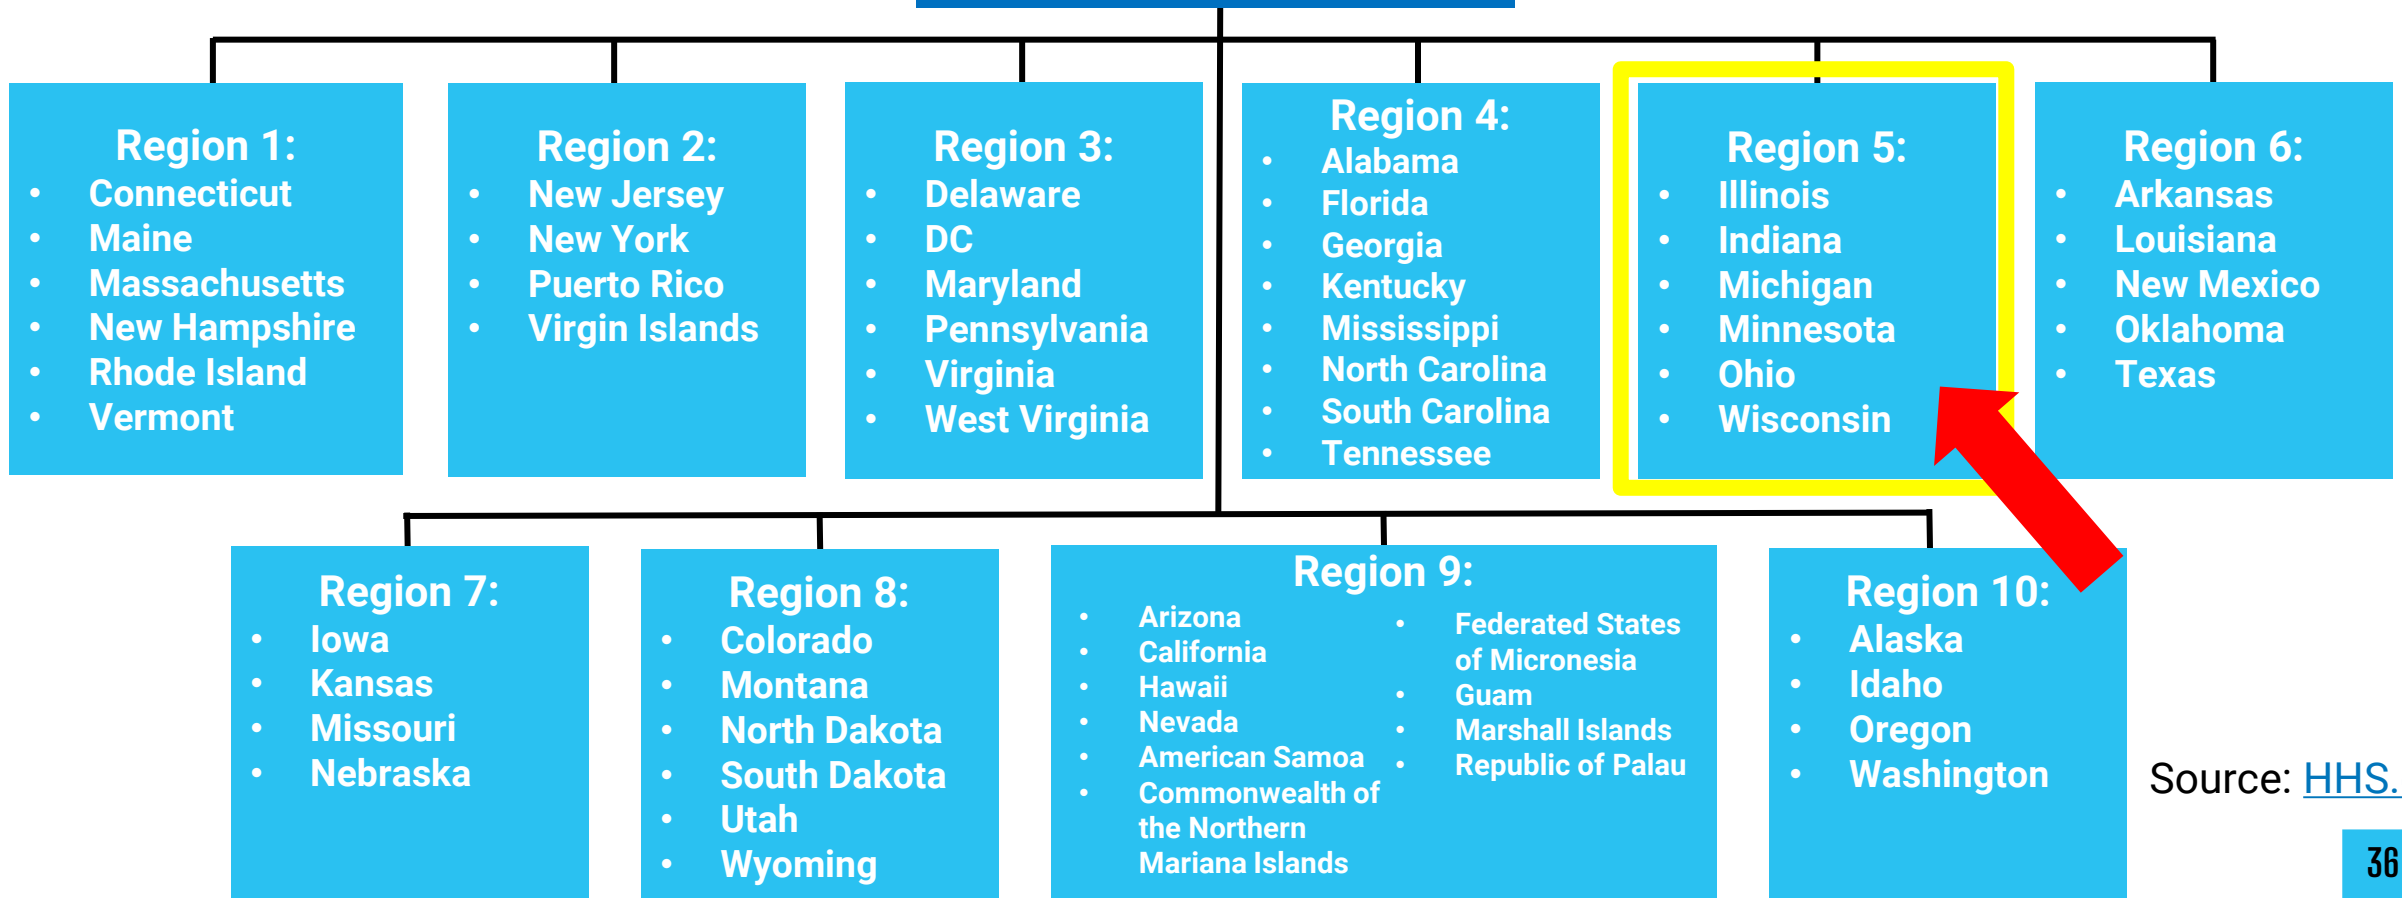 Region 1:
• Connecticut
• Maine
• Massachusetts
• New Hampshire
• Rhode Island
• Vermont
Region 2:
• New Jersey
• New York
• Puerto Rico
• Virgin Islands
Region 3:
• Delaware
• DC
• Maryland
• Pennsylvania
• Virginia
• West Virginia
Region 4:
• Alabama
• Florida
• Georgia
• Kentucky
• Mississippi
• North Carolina
• South Carolina
• Tennessee
Region 5:
• Illinois
• Indiana
• Michigan
• Minnesota
• Ohio
• Wisconsin
Region 6:
• Arkansas
• Louisiana
• New Mexico
• Oklahoma
• Texas
Region 7:
• Iowa
• Kansas
• Missouri
• Nebraska
Region 8:
• Colorado
• Montana
• North Dakota
• South Dakota
• Utah
• Wyoming
Region 9:
• Arizona
• California
• Hawaii
• Nevada
• American Samoa
• Commonwealth of
the Northern
Mariana Islands
• Federated States
of Micronesia
• Guam
• Marshall Islands
• Republic of Palau
Region 10:
• Alaska
• Idaho
• Oregon
• Washington
Source: HHS.
36